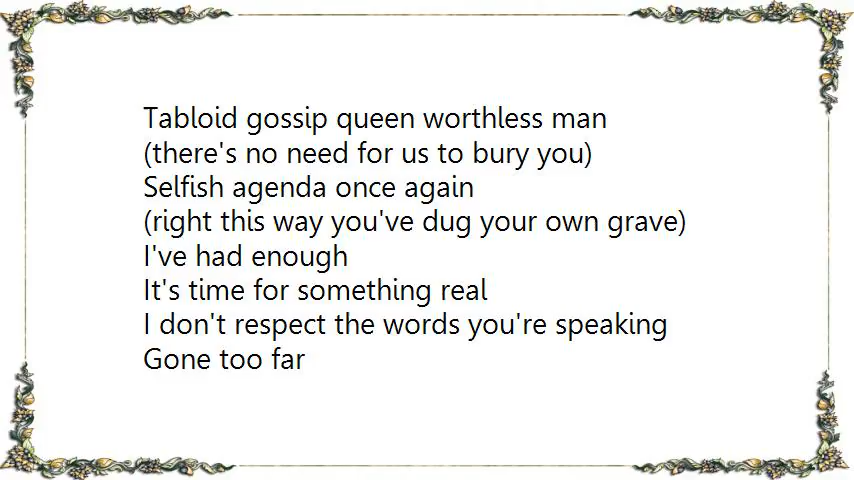 Tabloid gossip queen worthless man
(there's no need for us to bury you)
Selfish agenda once again
(right this way you've dug your own grave)
I've had enough
It's time for something real
I don't respect the words you're speaking
Gone too far